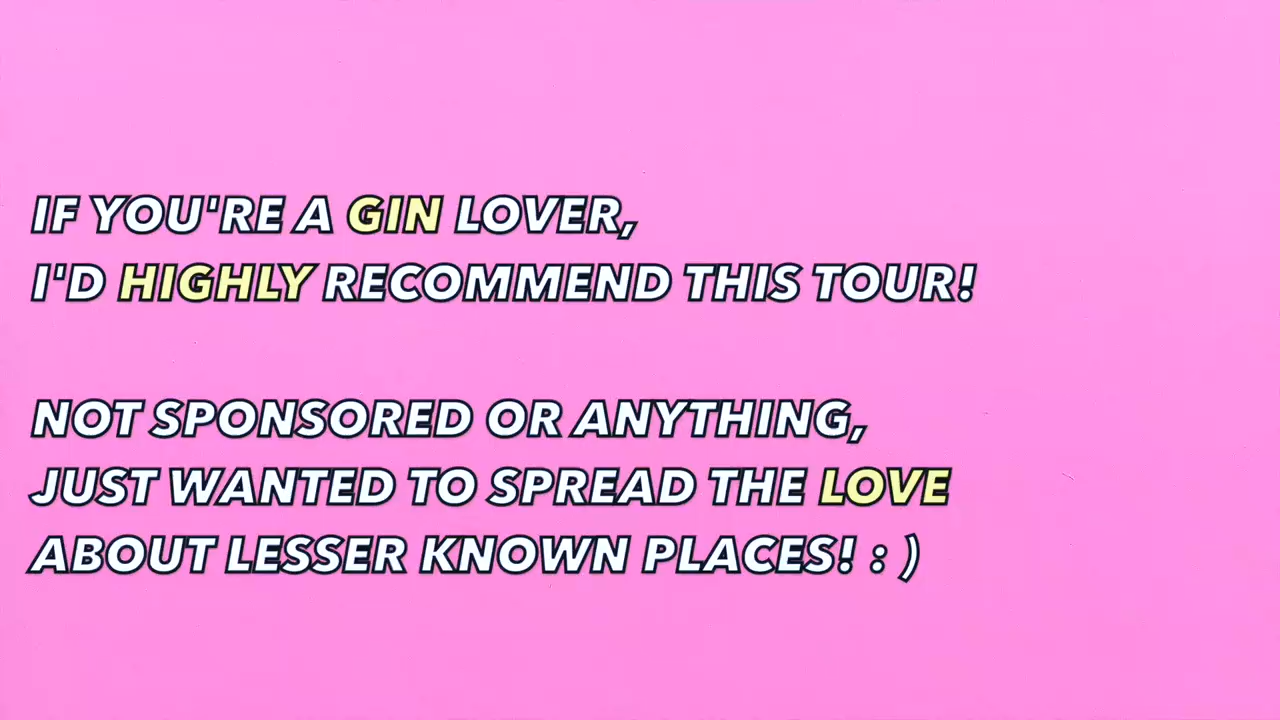 IF YOU'RE A GIN LOVER,
I'D HIGHLY RECOMMEND THIS TOUR!
NOT SPONSORED OR ANYTHING,
JUST WANTED TO SPREAD THE LOVE
ABOUT LESSER KNOWN PLACES! : )